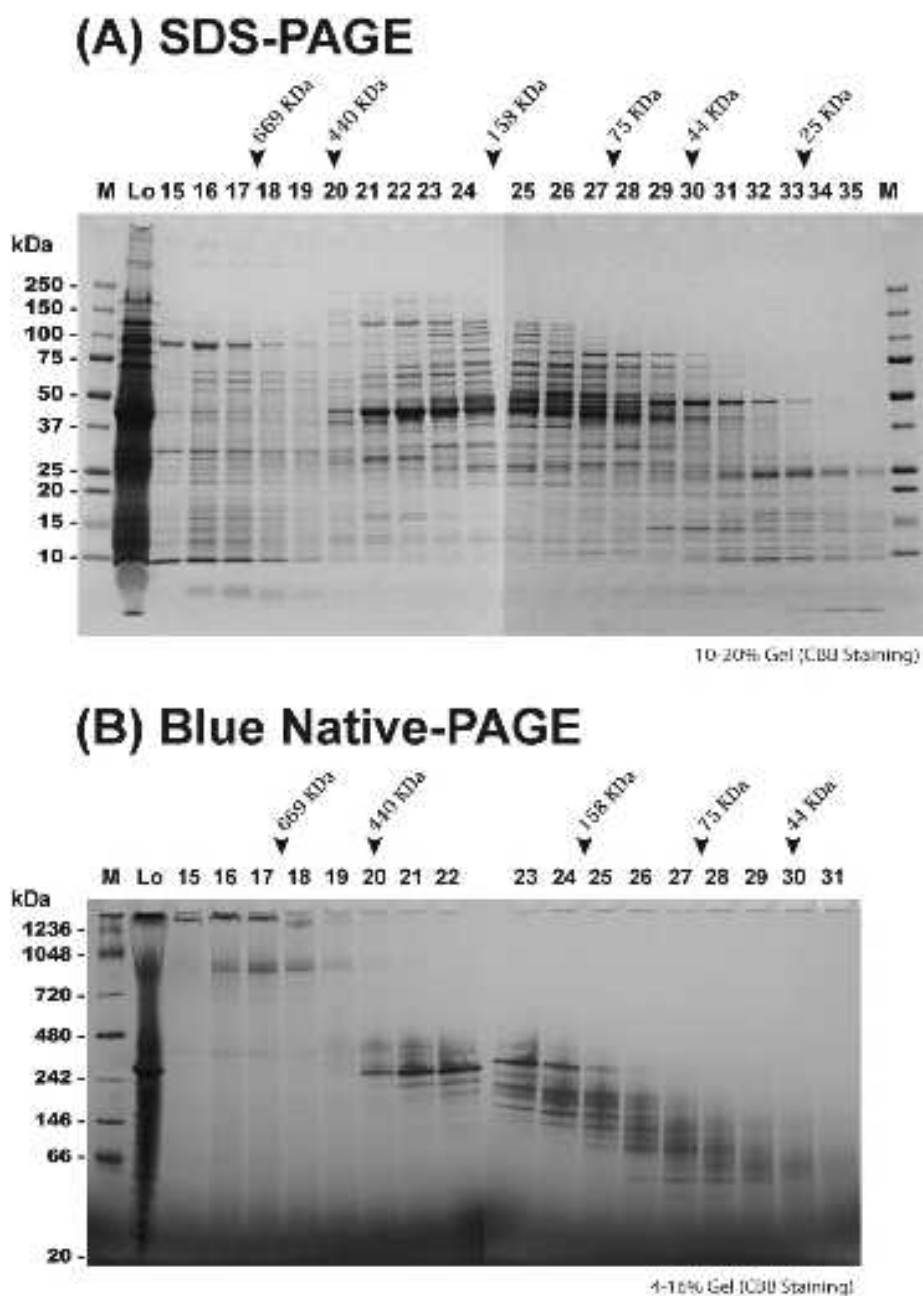 (A) SDS-PAGE
669 KDa 440 KDa 158 KDa 75 KDa 44 KDa 25 KDa
M Lo 15 16 17 18 19 20 21 22 23 24 25 26 27 28 29 30 31 32 33 34 35 M
kDa
250 -
150 -
100 -
75 -
50 -
37 -
25 -
20 -
15 -
10 -
10-20% Gel (CBB Staining)
(B) Blue Native-PAGE
669 KDa 440 KDa 158 KDa 75 KDa 44 KDa
M Lo 15 16 17 18 19 20 21 22 23 24 25 26 27 28 29 30 31
kDa
1236 -
1048 -
720 -
480 -
242 -
146 -
66 -
20 -
4-16% Gel (CBB Staining)